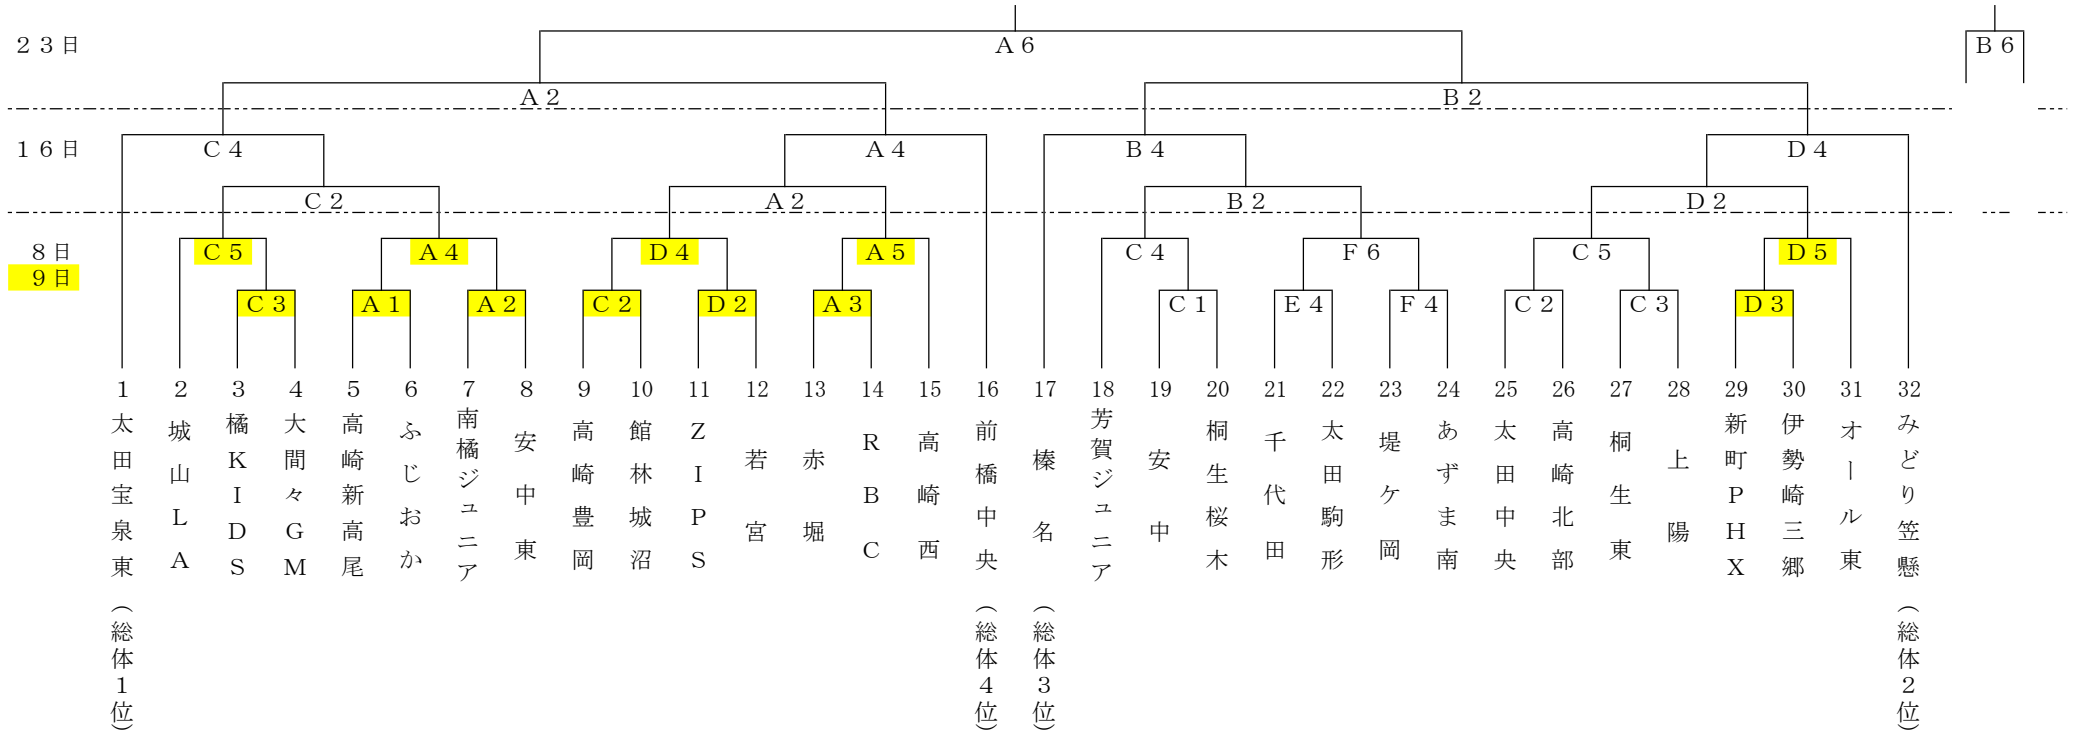 23日 A6 B6
A2 B2
16日 C4 A4 B4 D4
C2 A2 B2 D2
8日 C5 A4 D4 A5 C4 F6 C5 D5
9日
C3 A1 A2 C2 D2 A3 C1 E4 F4 C2 C3 D3
1 2 3 4 5 6 7 8 9 10 11 12 13 14 15 16 17 18 19 20 21 22 23 24 25 26 27 28 29 30 31 32
太田宝泉東（総体1位）
城山LA
橘KIDS
大間々GM
高崎新高尾
ふじおか
南橘ジュニア
安中東
高崎豊岡
館林城沼
ZIPS
若宮
赤堀
RBC
高崎西
前橋中央（総体4位）
榛名（総体3位）
芳賀ジュニア
安中
桐生桜木
千代田
太田駒形
堤ケ岡
あずま南
太田中央
高崎北部
桐生東
上陽
新町PHX
伊勢崎三郷
オール東
みどり笠懸（総体2位）